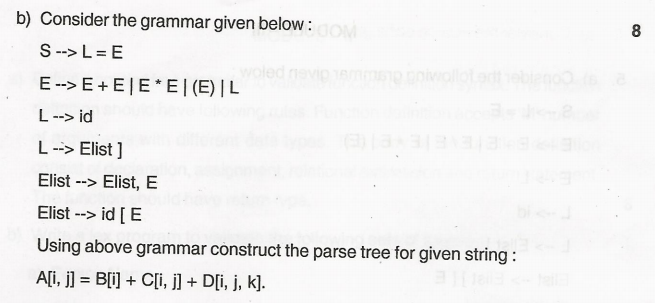 b) Consider the grammar given below : 8
S --> L = E
E --> E + E | E * E | (E) | L
L --> id
L --> Elist ]
Elist --> Elist, E
Elist --> id [ E
Using above grammar construct the parse tree for given string :
A[i, j] = B[i] + C[i, j] + D[i, j, k].